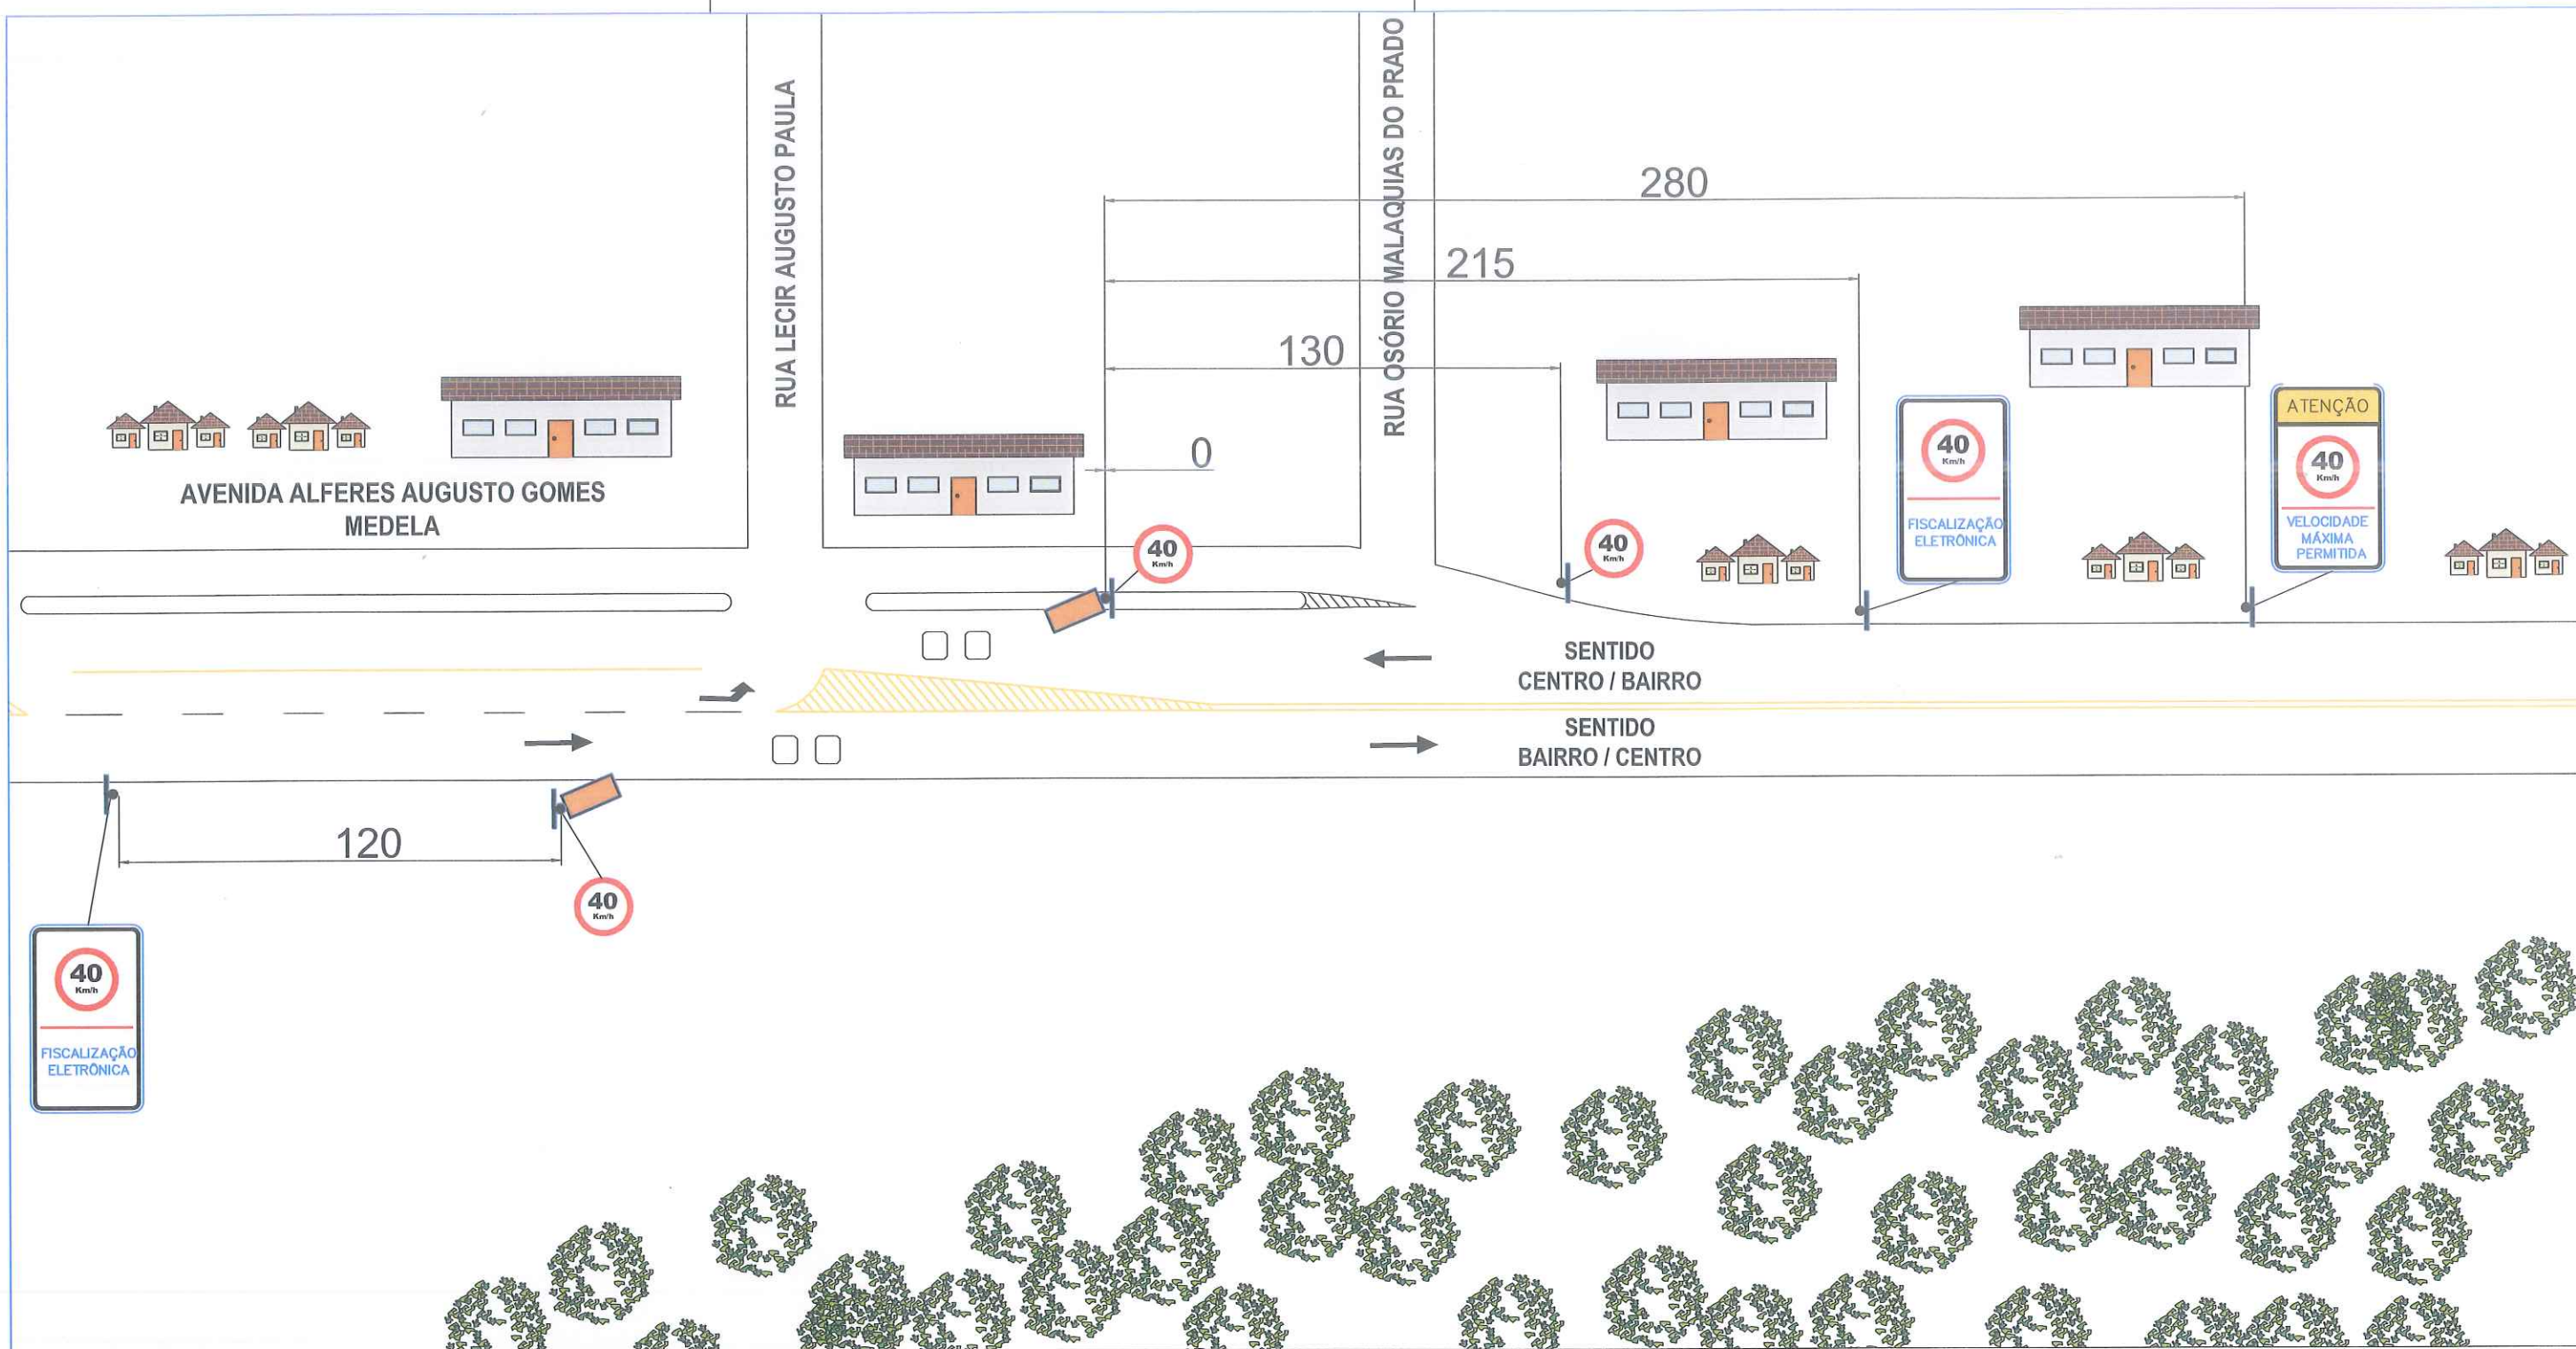 RUA LECIR AUGUSTO PAULA
RUA OSÓRIO MALAQUIAS DO PRADO
280
215
130
0
ATENÇÃO
40
Km/h
VELOCIDADE
MÁXIMA
PERMITIDA
40
Km/h
FISCALIZAÇÃO
ELETRÔNICA
AVENIDA ALFERES AUGUSTO GOMES
MEDELA
40
Km/h
40
Km/h
SENTIDO
CENTRO / BAIRRO
SENTIDO
BAIRRO / CENTRO
120
40
Km/h
40
Km/h
FISCALIZAÇÃO
ELETRÔNICA